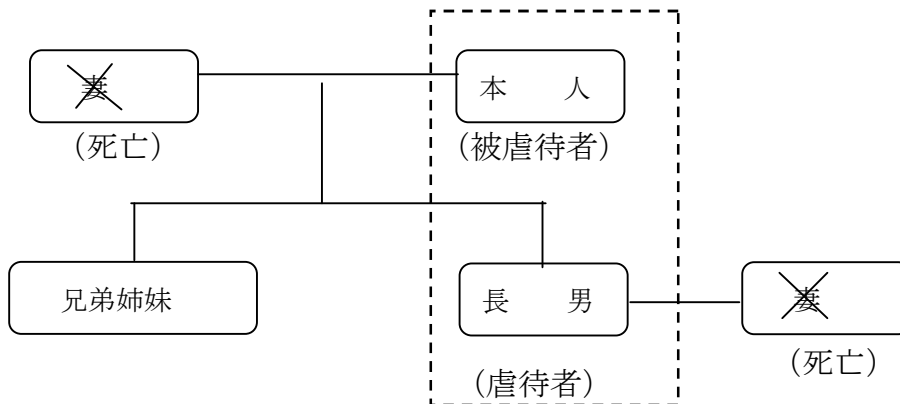 妻
本　　人
（死亡）
（被虐待者）
兄弟姉妹
長　　男
妻
（虐待者）
（死亡）